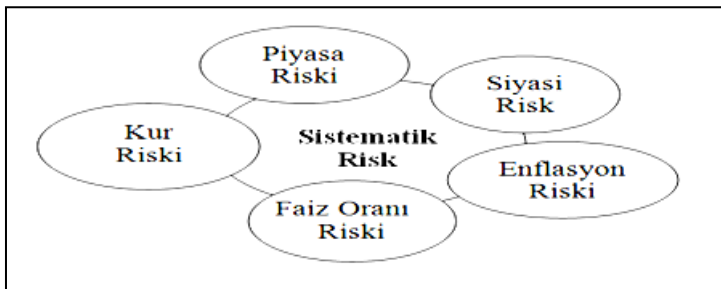 Piyasa
Riski
Siyasi
Risk
Kur
Riski
Sistematik
Risk
Enflasyon
Riski
Faiz Oranı
Riski